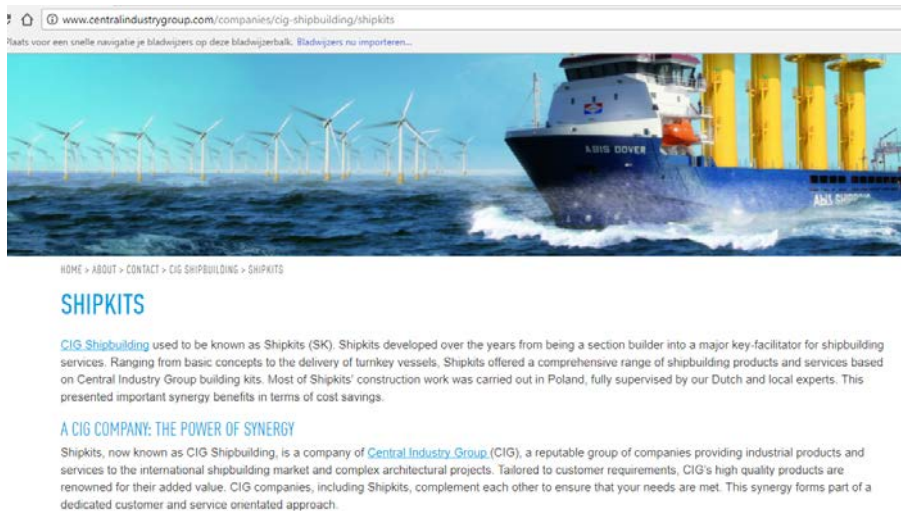 www.centralindustrygroup.com/companies/cig-shipbuilding/shipkits
Plaats voor een snelle navigatie je bladwijzers op deze bladwijzerbalk. Bladwijzers nu importeren...
ABIS DOVER
ABIS SHIPPING
HOME > ABOUT > CONTACT > CIG SHIPBUILDING > SHIPKITS
SHIPKITS
CIG Shipbuilding used to be known as Shipkits (SK). Shipkits developed over the years from being a section builder into a major key-facilitator for shipbuilding
services. Ranging from basic concepts to the delivery of turnkey vessels, Shipkits offered a comprehensive range of shipbuilding products and services based
on Central Industry Group building kits. Most of Shipkits' construction work was carried out in Poland, fully supervised by our Dutch and local experts. This
presented important synergy benefits in terms of cost savings.
A CIG COMPANY: THE POWER OF SYNERGY
Shipkits, now known as CIG Shipbuilding, is a company of Central Industry Group (CIG), a reputable group of companies providing industrial products and
services to the international shipbuilding market and complex architectural projects. Tailored to customer requirements, CIG's high quality products are
renowned for their added value. CIG companies, including Shipkits, complement each other to ensure that your needs are met. This synergy forms part of a
dedicated customer and service orientated approach.